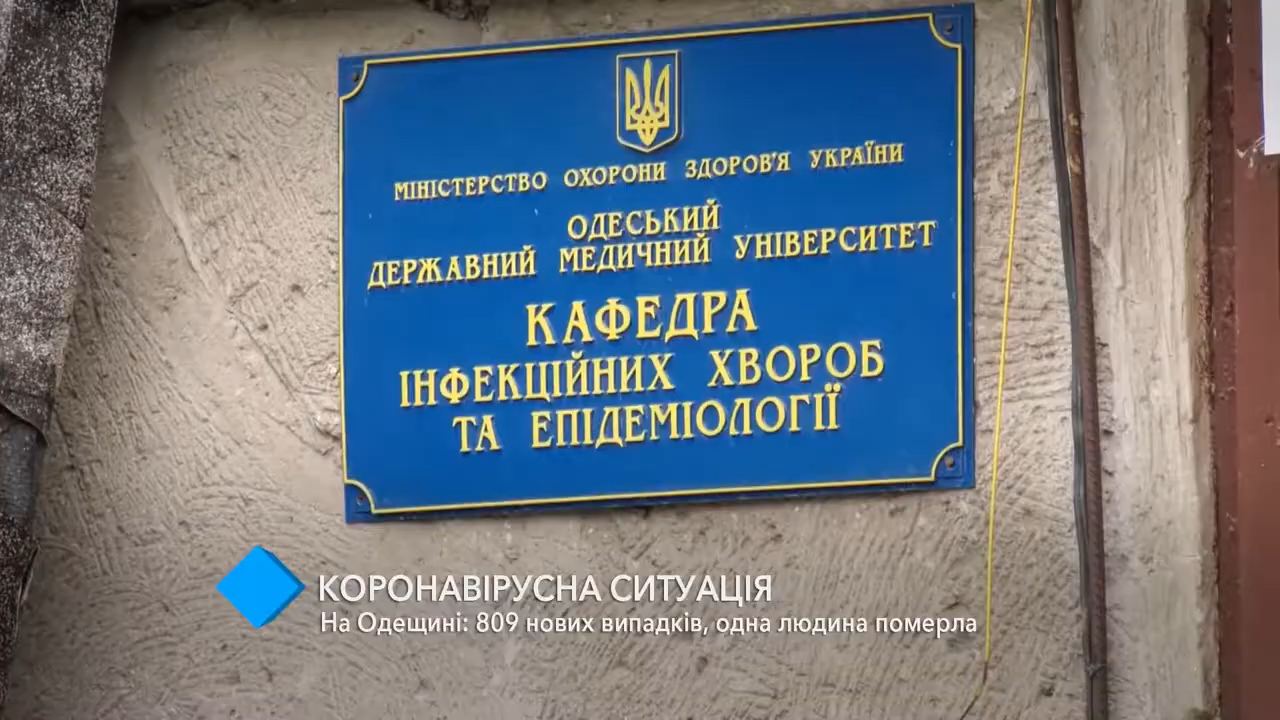 МІНІСТЕРСТВО ОХОРОНИ ЗДОРОВ'Я УКРАЇНИ
ОДЕСЬКИЙ
ДЕРЖАВНИЙ МЕДИЧНИЙ УНІВЕРСИТЕТ
КАФЕДРА
ІНФЕКЦІЙНИХ ХВОРОБ
ТА ЕПІДЕМІОЛОГІЇ
КОРОНАВІРУСНА СИТУАЦІЯ
На Одещині: 809 нових випадків, одна людина померла